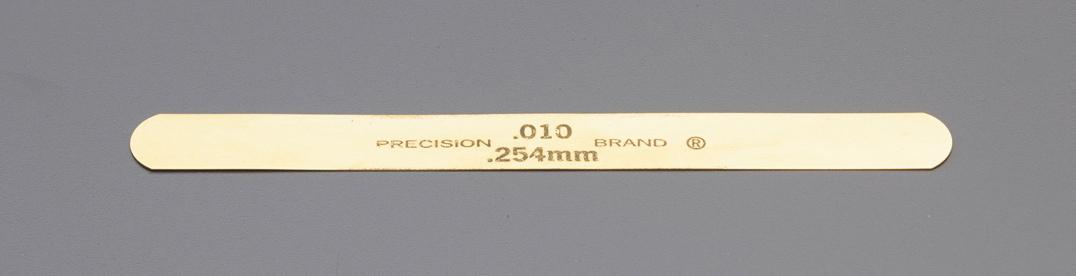 .010
PRECISION BRAND ®
.254mm